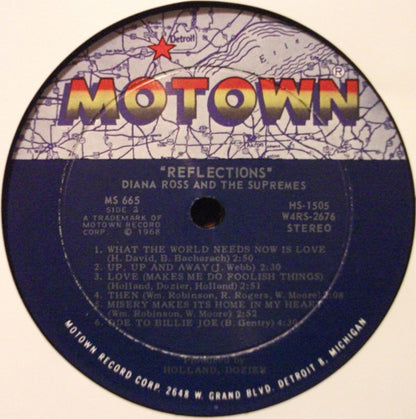 Detroit
Erie
MOTOWN®
"REFLECTIONS"
DIANA ROSS AND THE SUPREMES
MS 665
SIDE 2
A TRADEMARK OF
MOTOWN RECORD
CORP. © 1968
HS-1505
W4RS-2676
STEREO
1. WHAT THE WORLD NEEDS NOW IS LOVE
(H. David, B. Bacharach) 2:50
2. UP, UP AND AWAY (J. Webb) 2:30
3. LOVE (MAKES ME DO FOOLISH THINGS)
(Holland, Dozier, Holland) 2:51
4. THEN (Wm. Robinson, R. Rogers, W. Moore) 2:08
5. MISERY MAKES ITS HOME IN MY HEART
(Wm. Robinson, W. Moore) 2:52
6. ODE TO BILLIE JOE (B. Gentry)
HOLLAND, DOZIER
MOTOWN RECORD CORP. 2648 W. GRAND BLVD. DETROIT 8, MICHIGAN